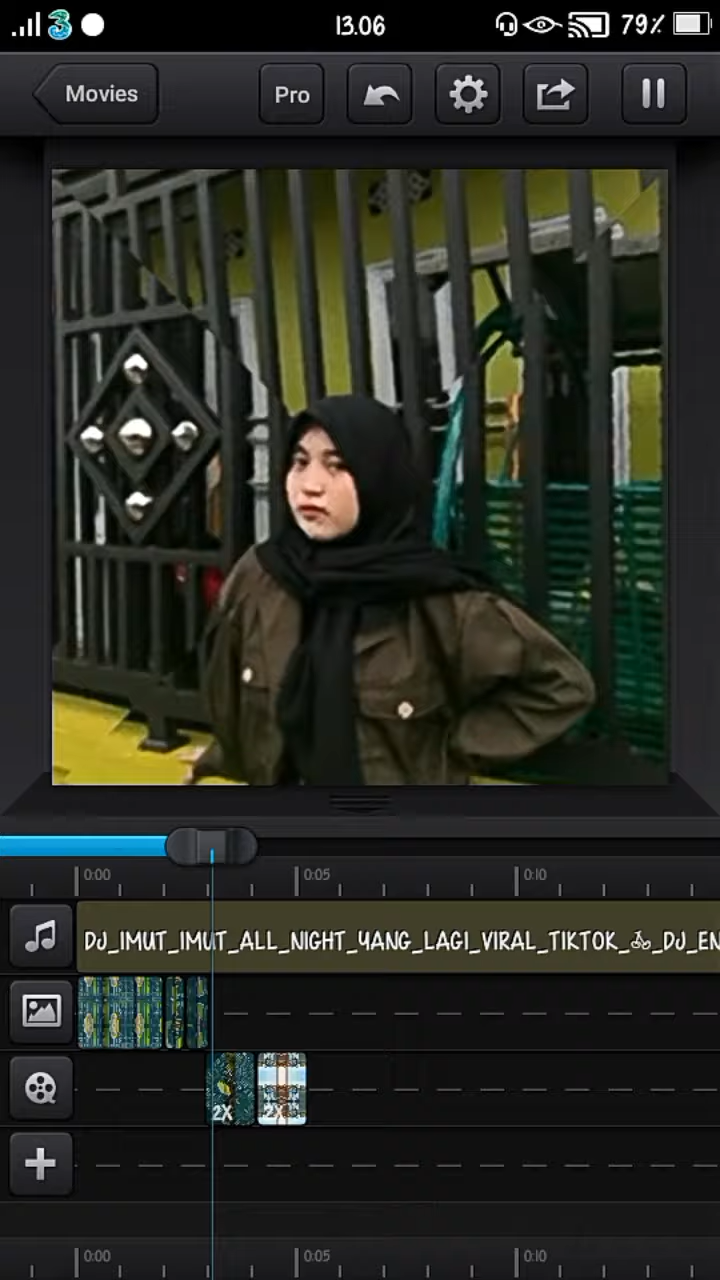 3 13.06 79%
Movies Pro
0:00 0:05 0:10
DJ_IMUT_IMUT_ALL_NIGHT_YANG_LAGI_VIRAL_TIKTOK_🚲_DJ_EN
2X 2X
0:00 0:05 0:10